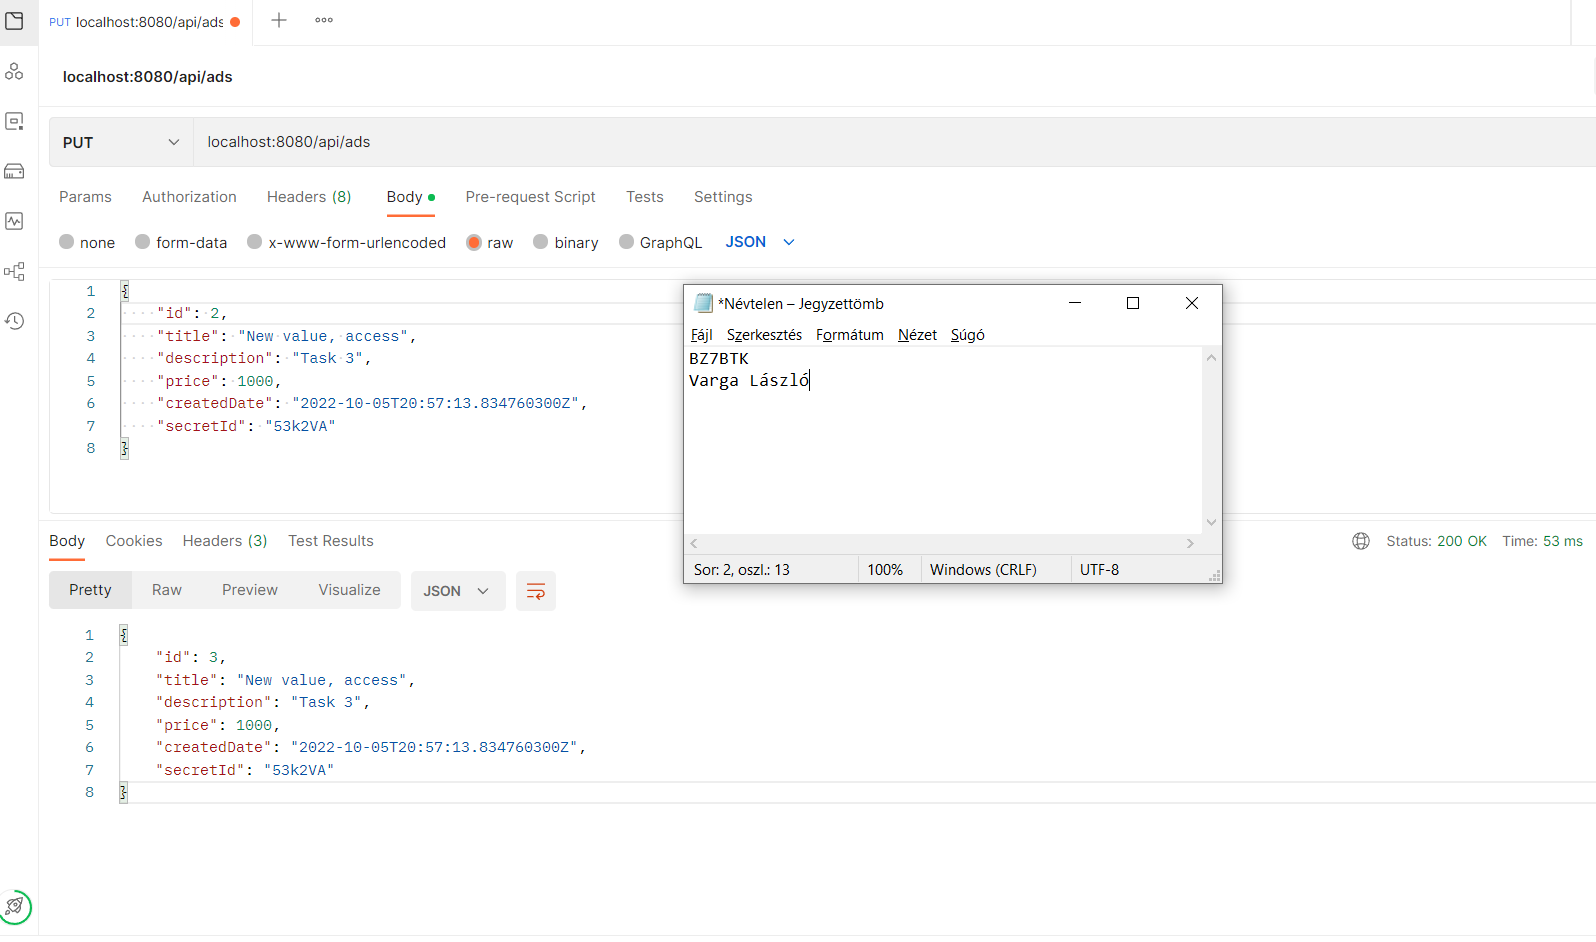 PUT localhost:8080/api/ads
localhost:8080/api/ads
PUT localhost:8080/api/ads
Params Authorization Headers (8) Body Pre-request Script Tests Settings
none form-data x-www-form-urlencoded raw binary GraphQL JSON
1 {
2 "id": 2,
3 "title": "New value, access",
4 "description": "Task 3",
5 "price": 1000,
6 "createdDate": "2022-10-05T20:57:13.834760300Z",
7 "secretId": "53k2VA"
8 }
*Névtelen – Jegyzettömb
Fájl Szerkesztés Formátum Nézet Súgó
BZ7BTK
Varga László
Sor: 2, oszl.: 13 100% Windows (CRLF) UTF-8
Body Cookies Headers (3) Test Results Status: 200 OK Time: 53 ms
Pretty Raw Preview Visualize JSON
1 {
2 "id": 3,
3 "title": "New value, access",
4 "description": "Task 3",
5 "price": 1000,
6 "createdDate": "2022-10-05T20:57:13.834760300Z",
7 "secretId": "53k2VA"
8 }